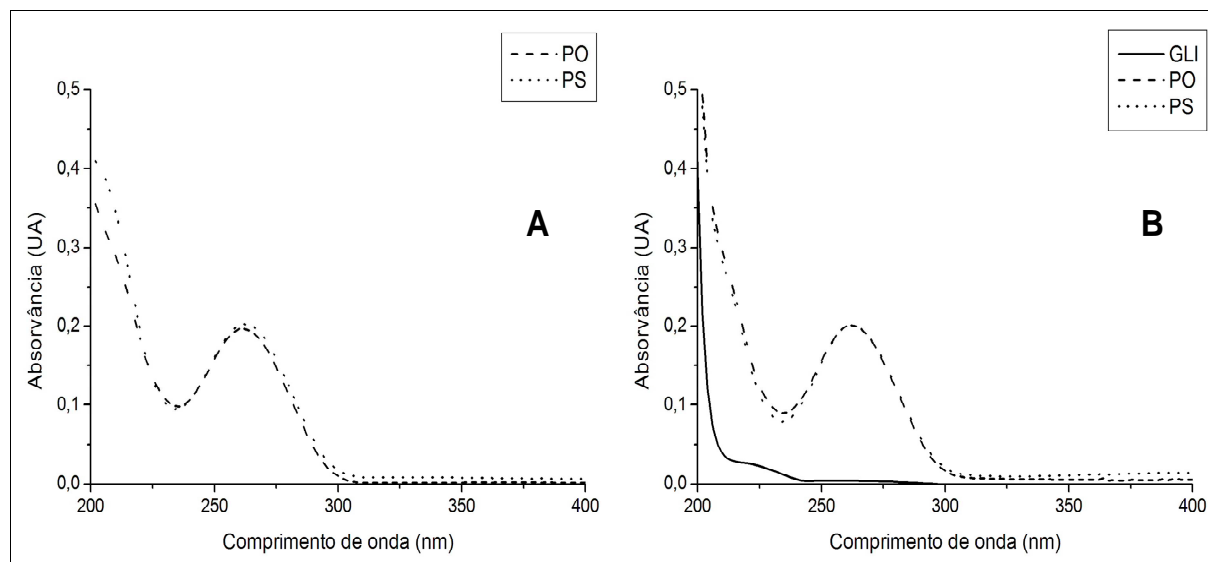 PO
PS
0,5
0,4
0,3
0,2
0,1
0,0
200 250 300 350 400
Absorvância (UA)
Comprimento de onda (nm)
A
GLI
PO
PS
0,5
0,4
0,3
0,2
0,1
0,0
200 250 300 350 400
Absorvância (UA)
Comprimento de onda (nm)
B